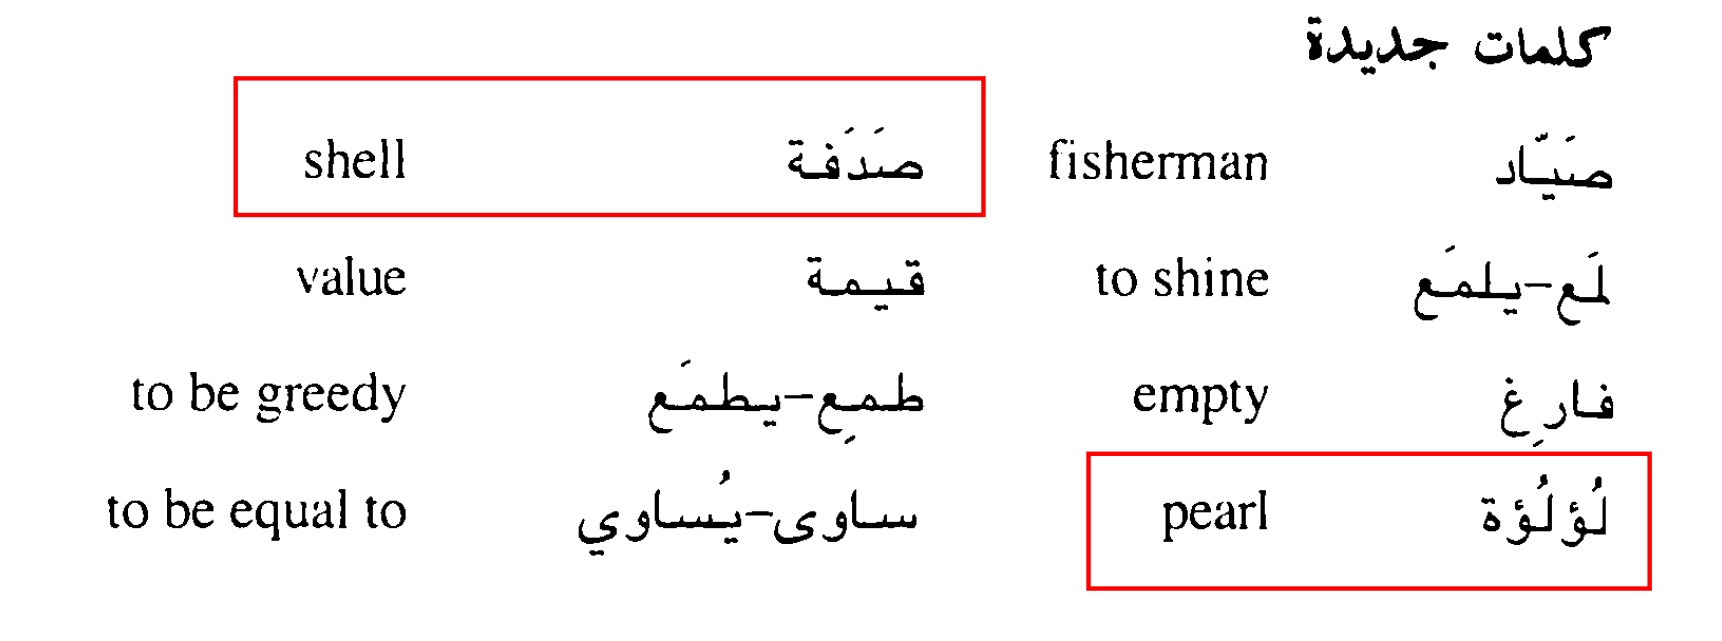 كلمات جديدة
صَيّاد fisherman صَدَفة shell
لَمَع-يلمَع to shine قيمة value
فارِغ empty طمِع-يطمَع to be greedy
لُؤلُؤة pearl ساوى-يُساوي to be equal to